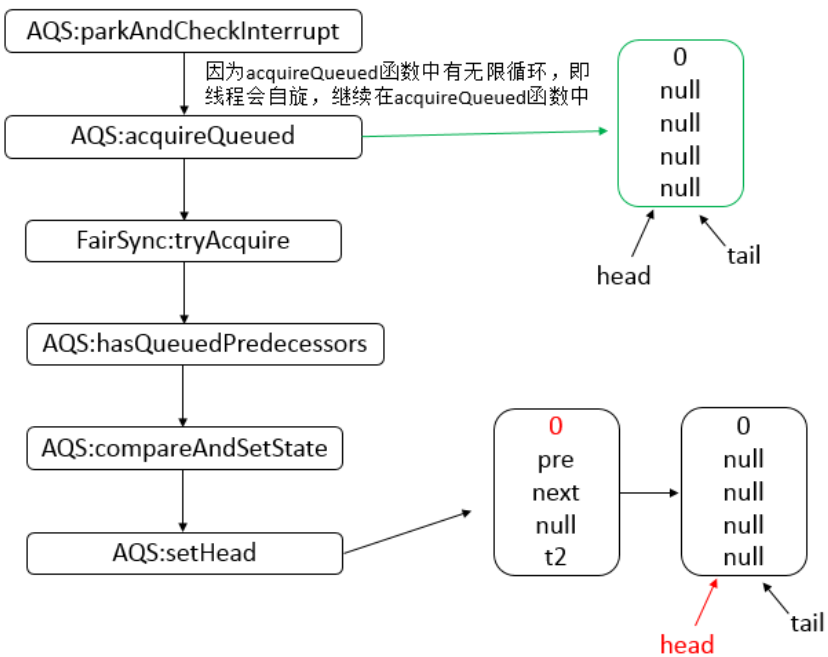 AQS:parkAndCheckInterrupt
因为acquireQueued函数中有无限循环，即
线程会自旋，继续在acquireQueued函数中
AQS:acquireQueued
0
null
null
null
null
head
tail
FairSync:tryAcquire
AQS:hasQueuedPredecessors
AQS:compareAndSetState
AQS:setHead
0
pre
next
null
t2
0
null
null
null
null
head
tail